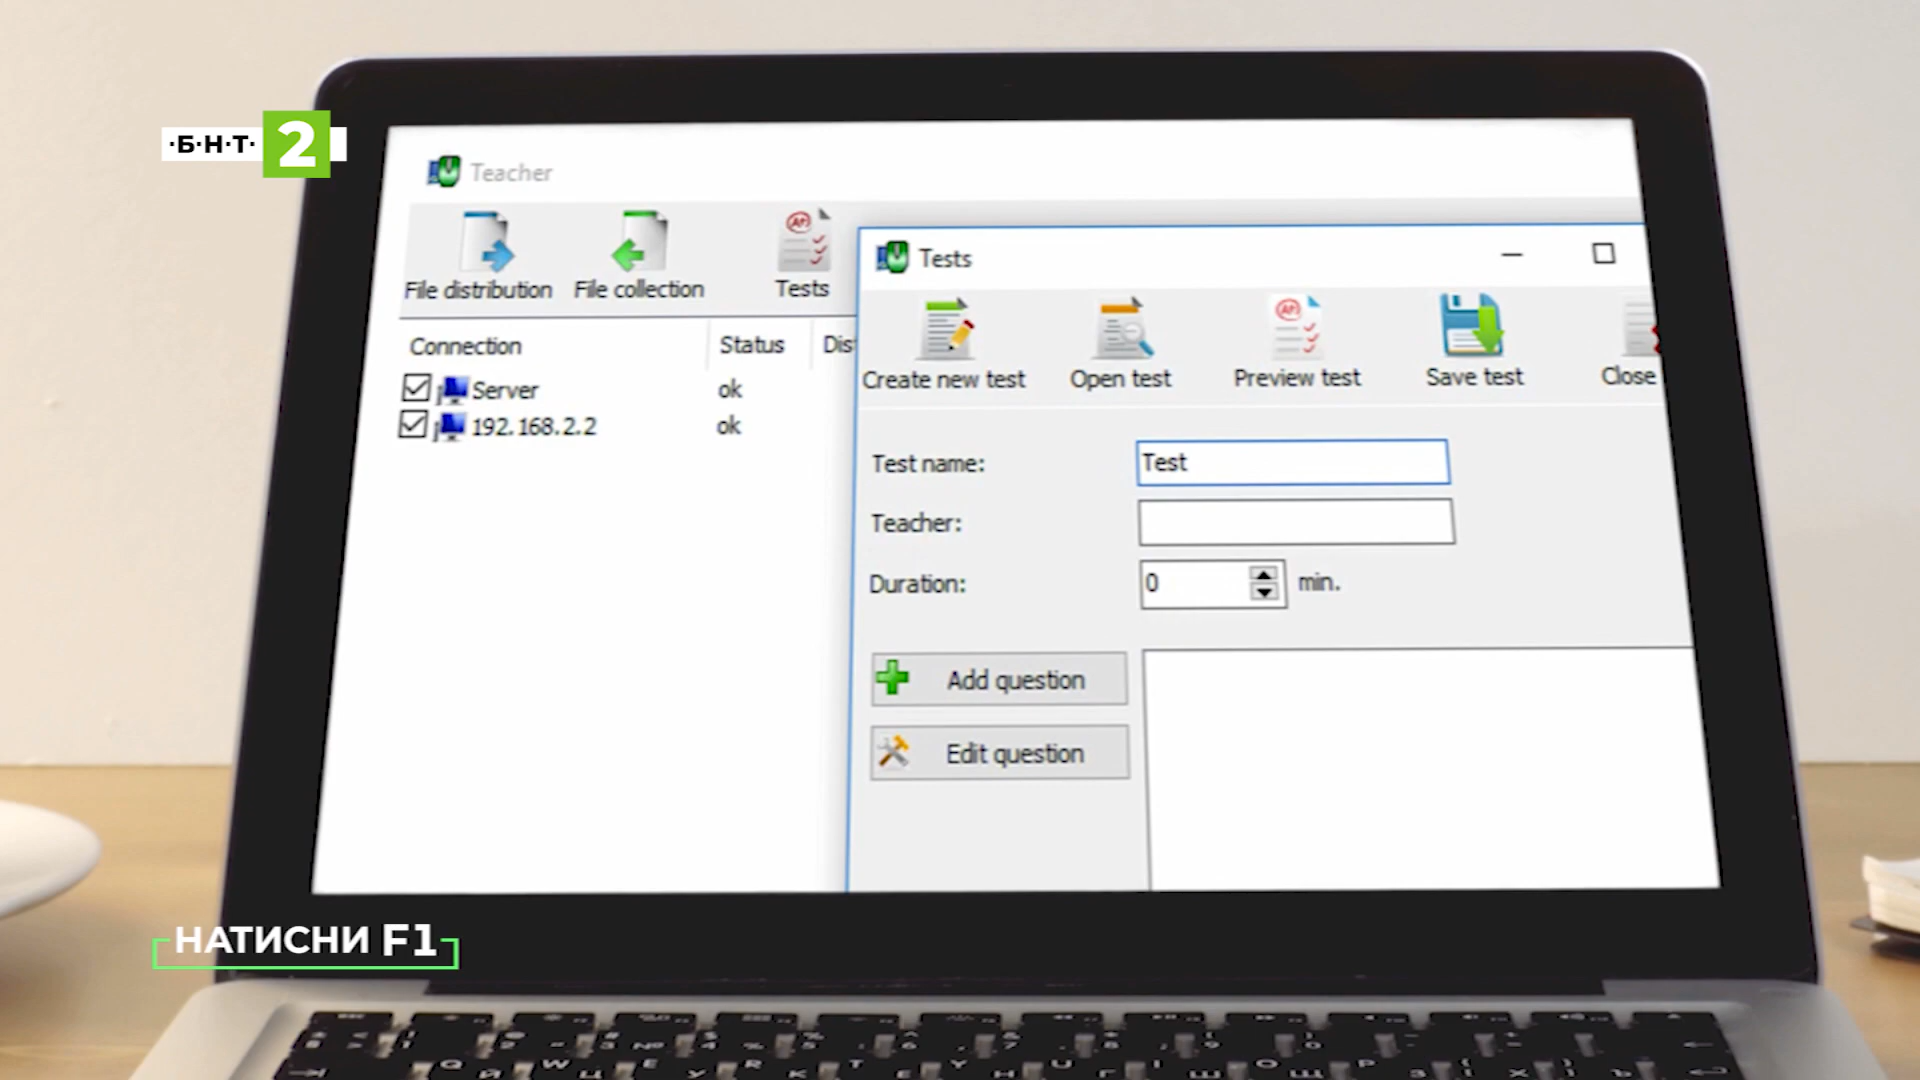 ·Б·Н·Т· 2
Teacher
File distribution
File collection
Tests
Connection
Status
Server
ok
192.168.2.2
ok
Tests
Create new test
Open test
Preview test
Save test
Close
Test name:
Test
Teacher:
Duration:
0
min.
Add question
Edit question
НАТИСНИ F1